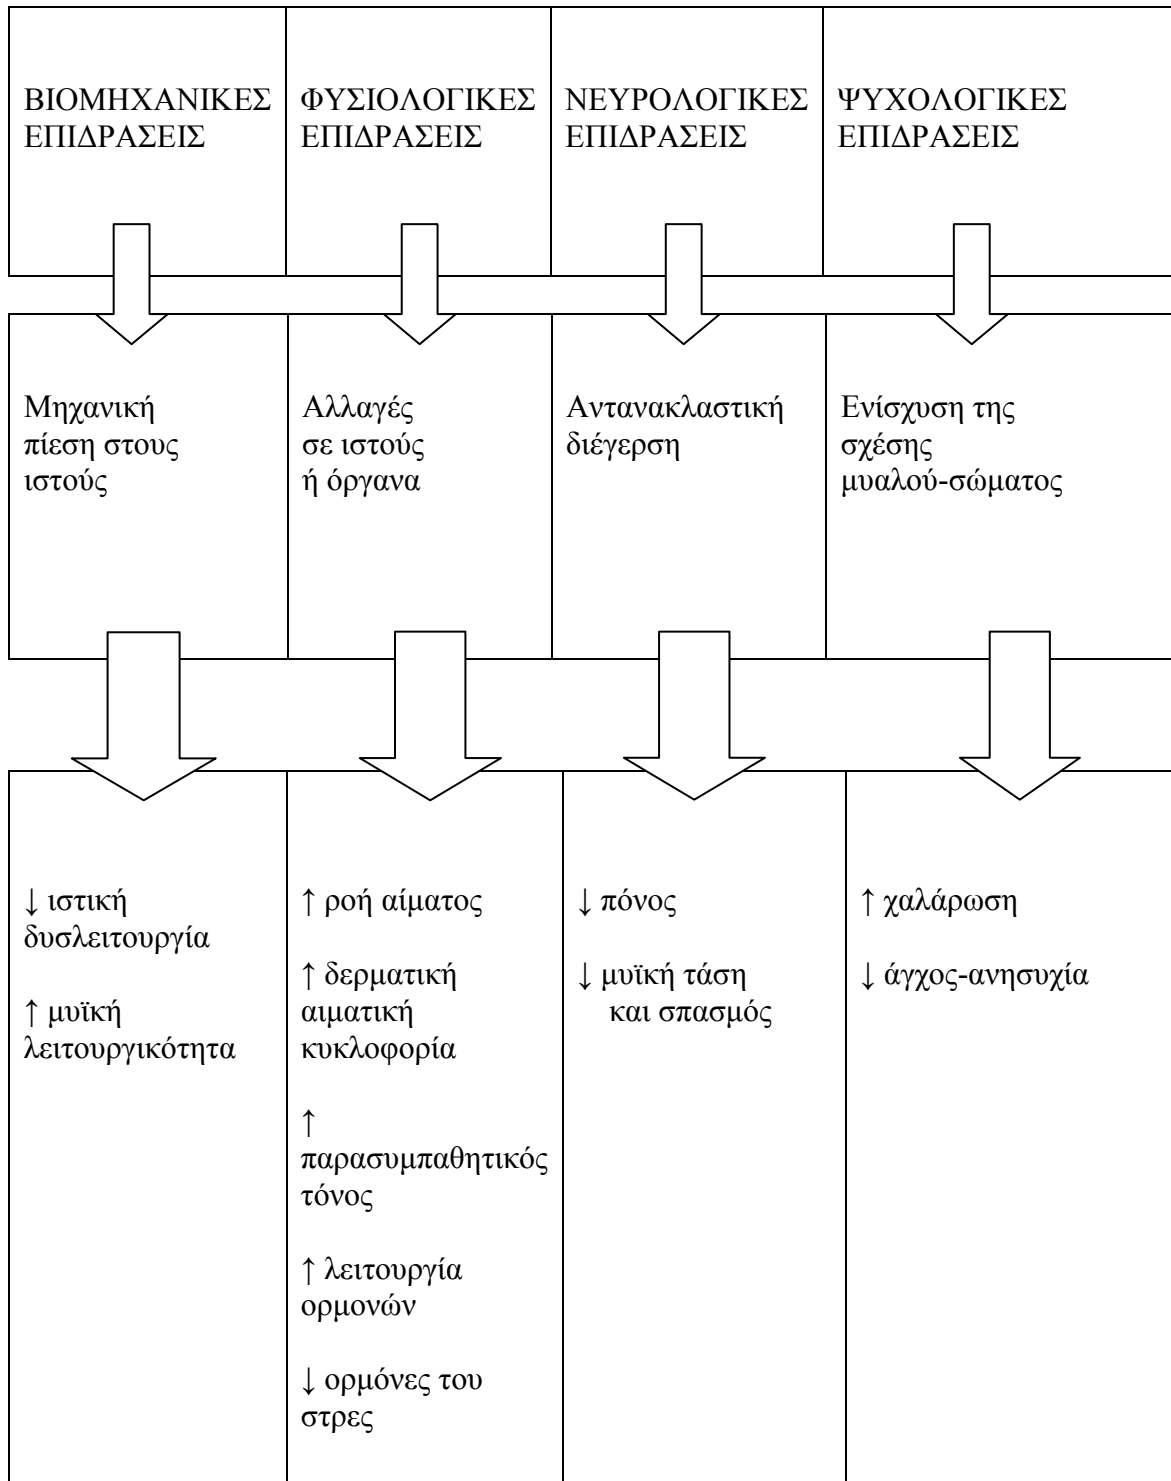 ΒΙΟΜΗΧΑΝΙΚΕΣ
ΕΠΙΔΡΑΣΕΙΣ
ΦΥΣΙΟΛΟΓΙΚΕΣ
ΕΠΙΔΡΑΣΕΙΣ
ΝΕΥΡΟΛΟΓΙΚΕΣ
ΕΠΙΔΡΑΣΕΙΣ
ΨΥΧΟΛΟΓΙΚΕΣ
ΕΠΙΔΡΑΣΕΙΣ
Μηχανική
πίεση στους
ιστούς
Αλλαγές
σε ιστούς
ή όργανα
Αντανακλαστική
διέγερση
Ενίσχυση της
σχέσης
μυαλού-σώματος
↓ ιστική
δυσλειτουργία
↑ μυϊκή
λειτουργικότητα
↑ ροή αίματος
↑ δερματική
αιματική
κυκλοφορία
↑
παρασυμπαθητικός
τόνος
↑ λειτουργία
ορμονών
↓ ορμόνες του
στρες
↓ πόνος
↓ μυϊκή τάση
και σπασμός
↑ χαλάρωση
↓ άγχος-ανησυχία